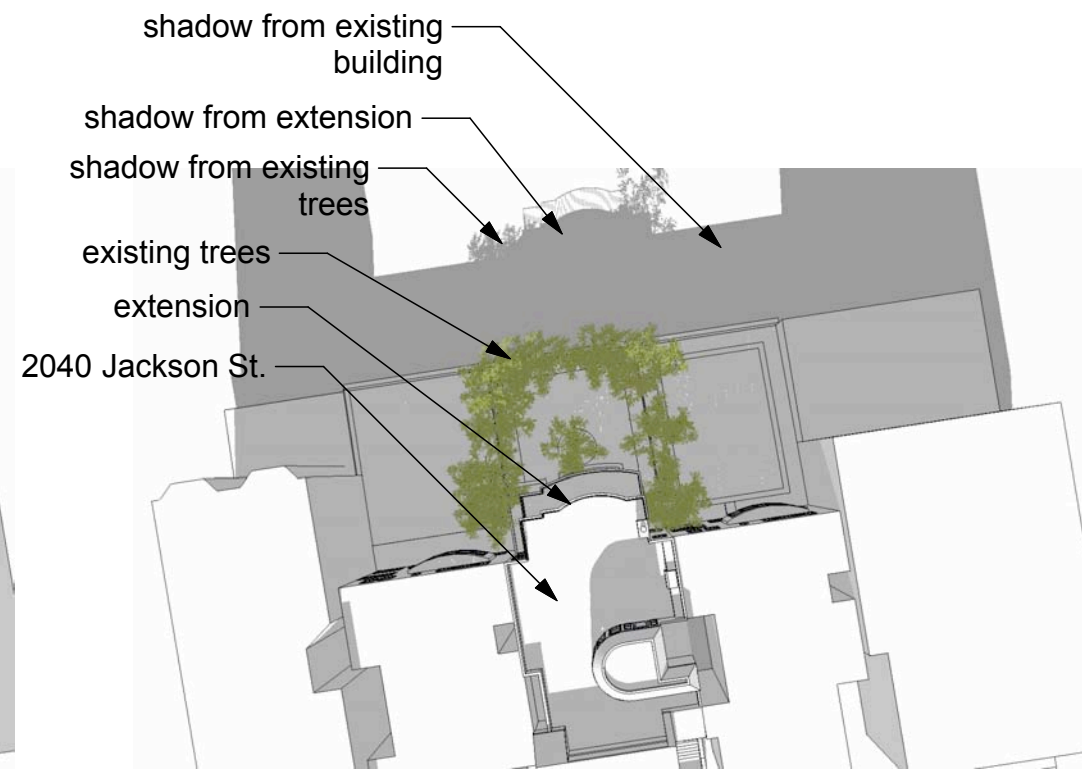 shadow from existing
building
shadow from extension
shadow from existing
trees
existing trees
extension
2040 Jackson St.